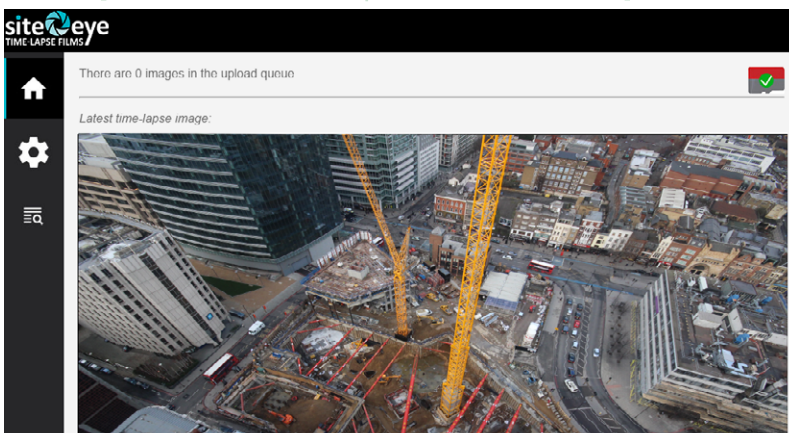 site eye
TIME-LAPSE FILMS
There are 0 images in the upload queue
Latest time-lapse image: